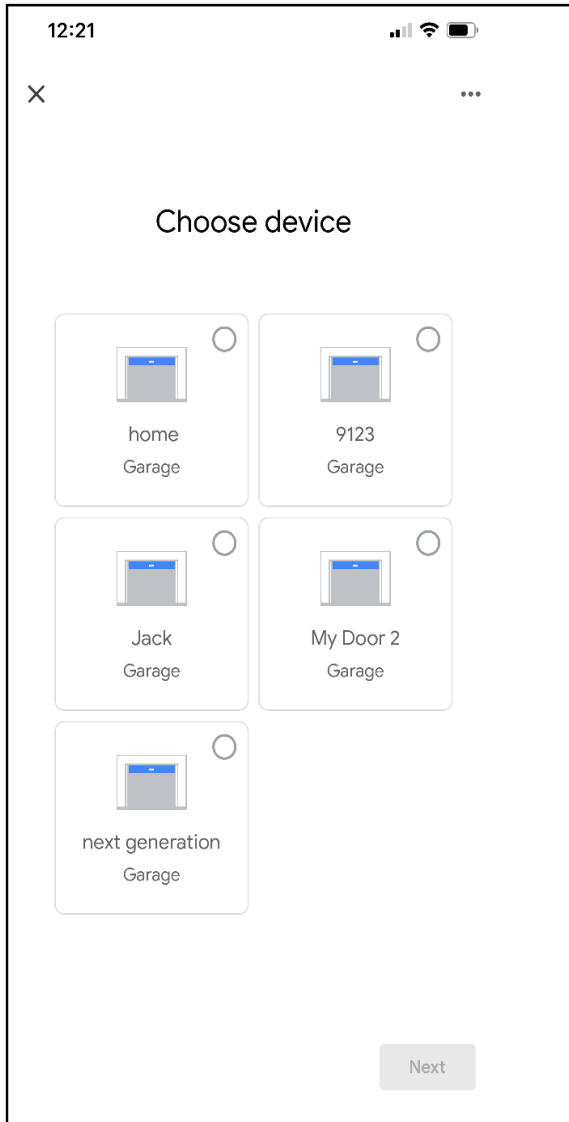 12:21
Choose device
home
Garage
9123
Garage
Jack
Garage
My Door 2
Garage
next generation
Garage
Next